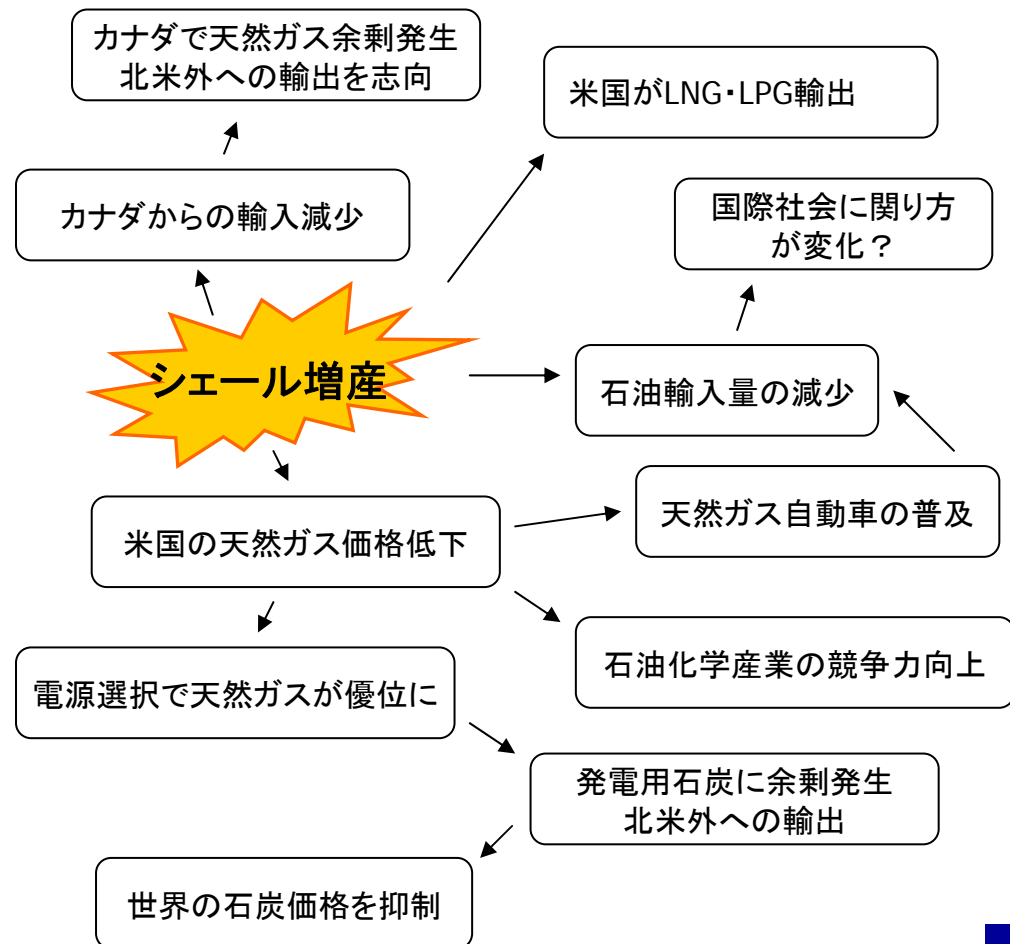 カナダで天然ガス余剰発生
北米外への輸出を志向
米国がLNG・LPG輸出
カナダからの輸入減少
国際社会に関り方
が変化？
シェール増産
石油輸入量の減少
天然ガス自動車の普及
米国の天然ガス価格低下
石油化学産業の競争力向上
電源選択で天然ガスが優位に
発電用石炭に余剰発生
北米外への輸出
世界の石炭価格を抑制